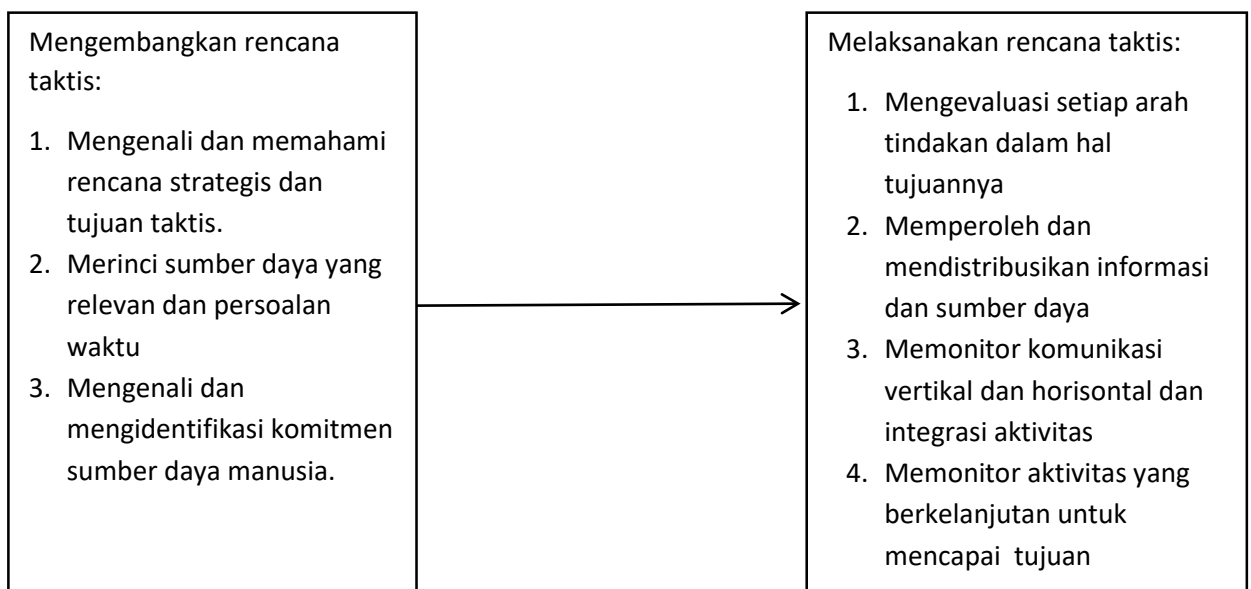 Mengembangkan rencana
taktis:
1. Mengenali dan memahami
rencana strategis dan
tujuan taktis.
2. Merinci sumber daya yang
relevan dan persoalan
waktu
3. Mengenali dan
mengidentifikasi komitmen
sumber daya manusia.
Melaksanakan rencana taktis:
1. Mengevaluasi setiap arah
tindakan dalam hal
tujuannya
2. Memperoleh dan
mendistribusikan informasi
dan sumber daya
3. Memonitor komunikasi
vertikal dan horisontal dan
integrasi aktivitas
4. Memonitor aktivitas yang
berkelanjutan untuk
mencapai  tujuan